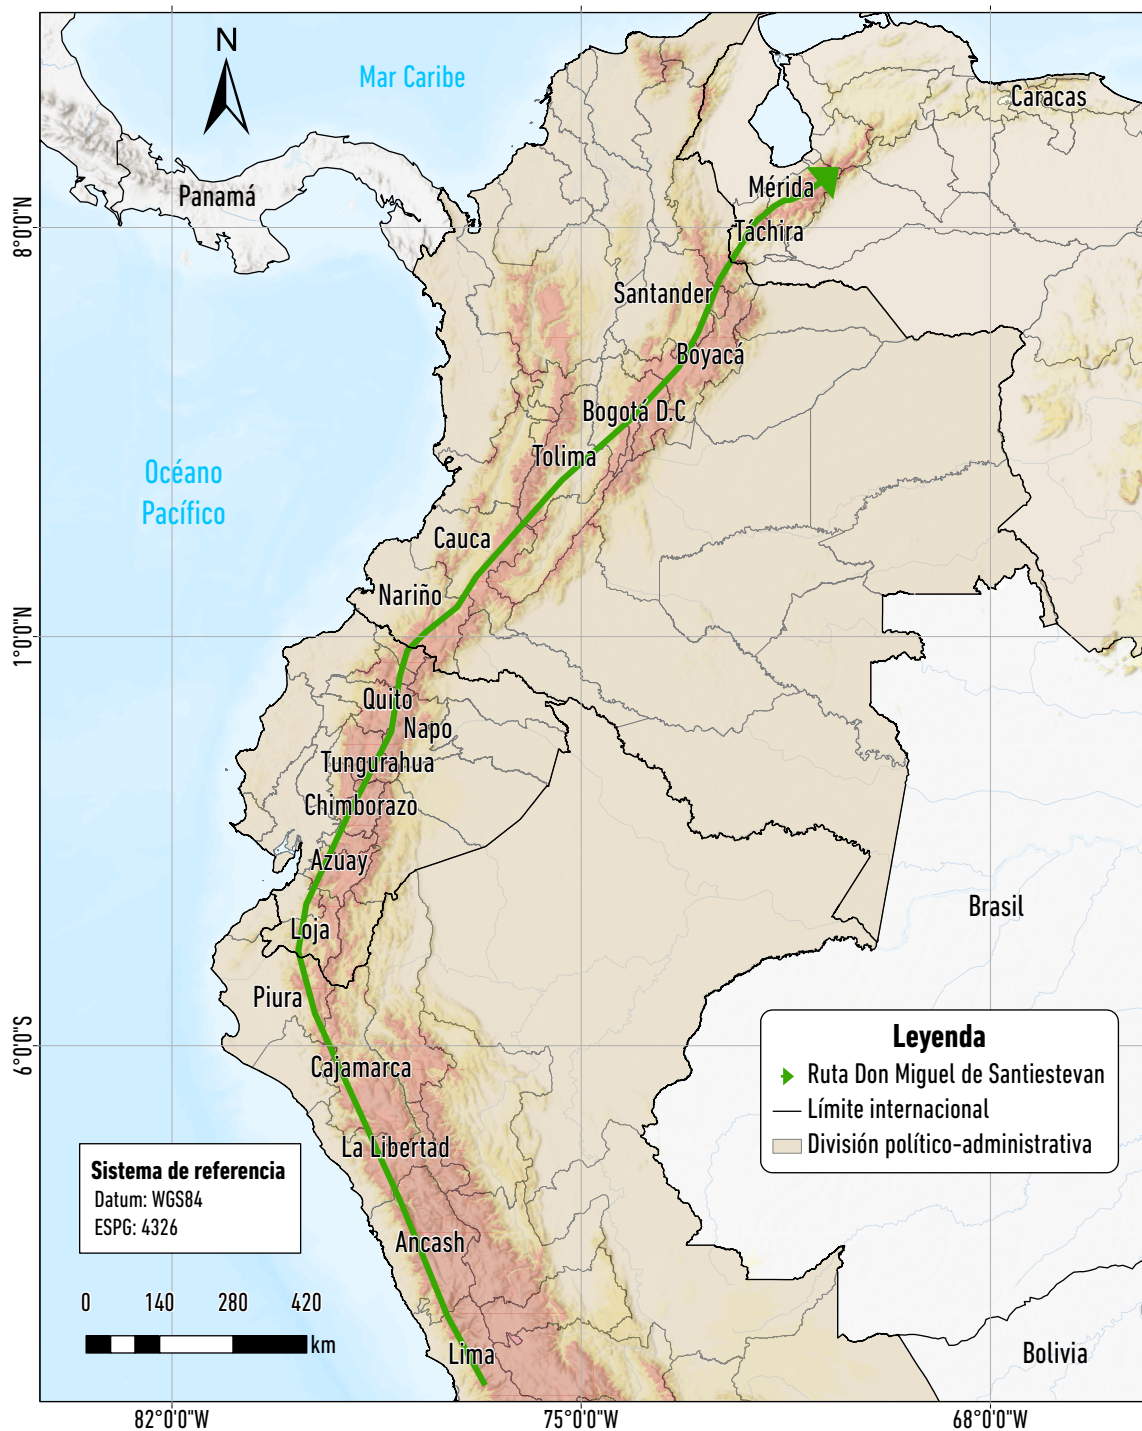 N
Mar Caribe
Caracas
Panamá
Mérida
Táchira
Santander
Boyacá
Bogotá D.C
Tolima
Océano
Pacífico
Cauca
Nariño
Quito
Napo
Tungurahua
Chimborazo
Azuay
Loja
Brasil
Piura
Cajamarca
La Libertad
Ancash
Lima
Bolivia
Leyenda
Ruta Don Miguel de Santiestevan
Límite internacional
División político-administrativa
Sistema de referencia
Datum: WGS84
ESPG: 4326
0 140 280 420
km
8°0'0"N
1°0'0"N
6°0'0"S
82°0'0"W 75°0'0"W 68°0'0"W